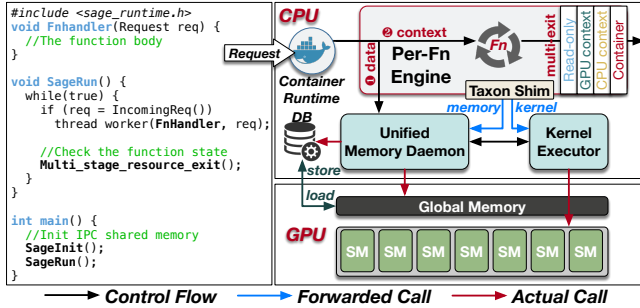 #include <sage_runtime.h>
void Fnhandler(Request req) {
  //The function body
}
void SageRun() {
  while(true) {
    if (req = IncomingReq())
      thread worker(FnHandler, req);
    //Check the function state
    Multi_stage_resource_exit();
  }
}
int main() {
  //Init IPC shared memory
  SageInit();
  SageRun();
}
CPU
Request
Container
Runtime
❷ context
❶ data
Per-Fn
Engine
Fn
multi-exit
Read-only
GPU context
CPU context
Container
Taxon Shim
memory
kernel
DB
store
load
Unified
Memory Daemon
Kernel
Executor
Global Memory
GPU
SM SM SM SM SM SM SM
Control Flow
Forwarded Call
Actual Call